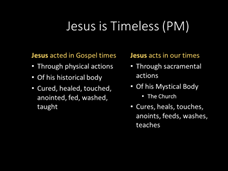 Jesus is Timeless (PM)
Jesus acted in Gospel times
• Through physical actions
• Of his historical body
• Cured, healed, touched,
anointed, fed, washed,
taught
Jesus acts in our times
• Through sacramental
actions
• Of his Mystical Body
• The Church
• Cures, heals, touches,
anoints, feeds, washes,
teaches